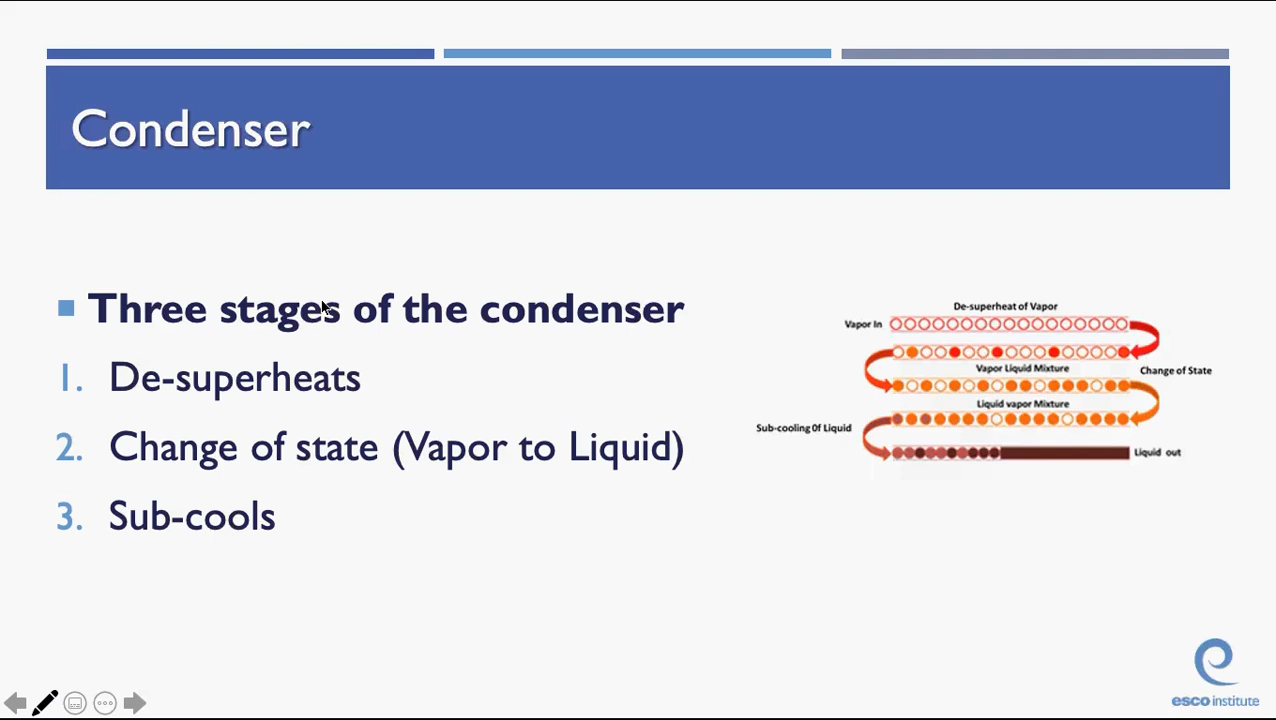 Condenser
Three stages of the condenser
1. De-superheats
2. Change of state (Vapor to Liquid)
3. Sub-cools
De-superheat of Vapor
Vapor In
Vapor Liquid Mixture
Change of State
Liquid vapor Mixture
Sub-cooling Of Liquid
Liquid out
esco institute